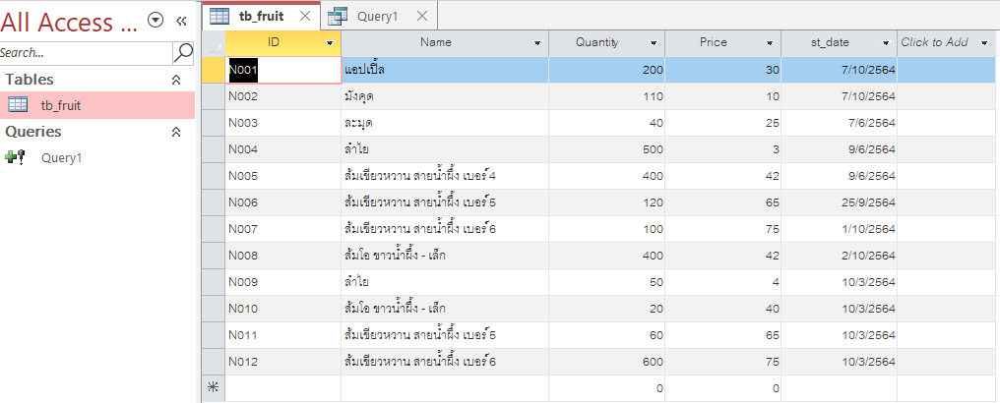 All Access ...
Search...
Tables
tb_fruit
Queries
Query1
tb_fruit Query1
ID Name Quantity Price st_date Click to Add
N001 แอปเปิ้ล 200 30 7/10/2564
N002 มังคุด 110 10 7/10/2564
N003 ละมุด 40 25 7/6/2564
N004 ลำไย 500 3 9/6/2564
N005 ส้มเขียวหวาน สายน้ำผึ้ง เบอร์ 4 400 42 9/6/2564
N006 ส้มเขียวหวาน สายน้ำผึ้ง เบอร์ 5 120 65 25/9/2564
N007 ส้มเขียวหวาน สายน้ำผึ้ง เบอร์ 6 100 75 1/10/2564
N008 ส้มโอ ขาวน้ำผึ้ง - เล็ก 400 42 2/10/2564
N009 ลำไย 50 4 10/3/2564
N010 ส้มโอ ขาวน้ำผึ้ง - เล็ก 20 40 10/3/2564
N011 ส้มเขียวหวาน สายน้ำผึ้ง เบอร์ 5 60 65 10/3/2564
N012 ส้มเขียวหวาน สายน้ำผึ้ง เบอร์ 6 600 75 10/3/2564
0 0